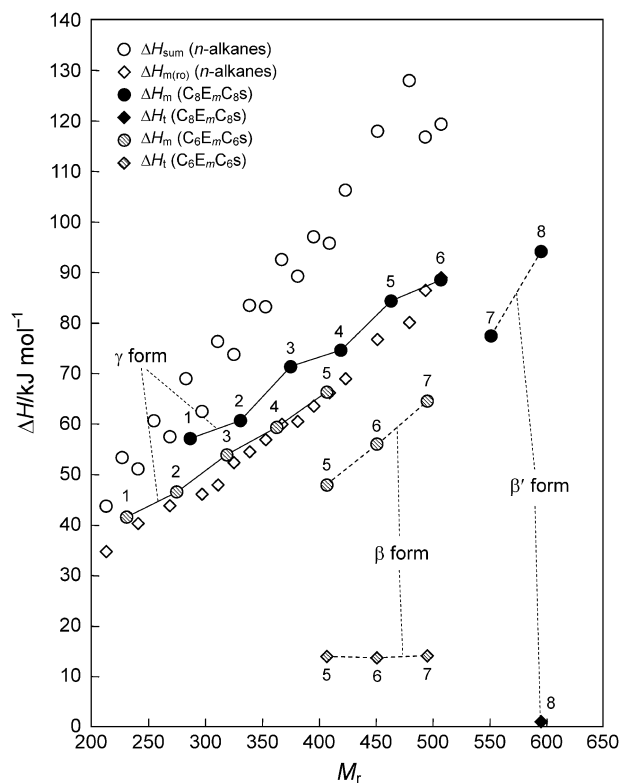 140
130
120
110
100
90
80
70
60
50
40
30
20
10
0
ΔH/kJ mol⁻¹
ΔHsum (n-alkanes)
ΔHm(ro) (n-alkanes)
ΔHm (C8EmC8s)
ΔHt (C8EmC8s)
ΔHm (C6EmC6s)
ΔHt (C6EmC6s)
γ form
1
2
3
4
5
6
1
2
3
4
5
7
8
5
6
7
β form
β′ form
5
6
7
8
200 250 300 350 400 450 500 550 600 650
Mr